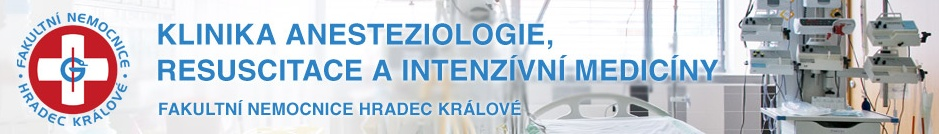 FAKULTNÍ NEMOCNICE
HRADEC KRÁLOVÉ
KLINIKA ANESTEZIOLOGIE,
RESUSCITACE A INTENZÍVNÍ MEDICÍNY
FAKULTNÍ NEMOCNICE HRADEC KRÁLOVÉ